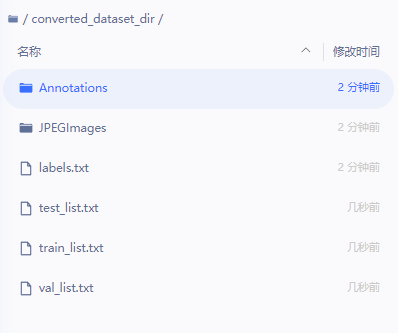 / converted_dataset_dir /
名称 修改时间
Annotations 2 分钟前
JPEGImages 2 分钟前
labels.txt 2 分钟前
test_list.txt 几秒前
train_list.txt 几秒前
val_list.txt 几秒前